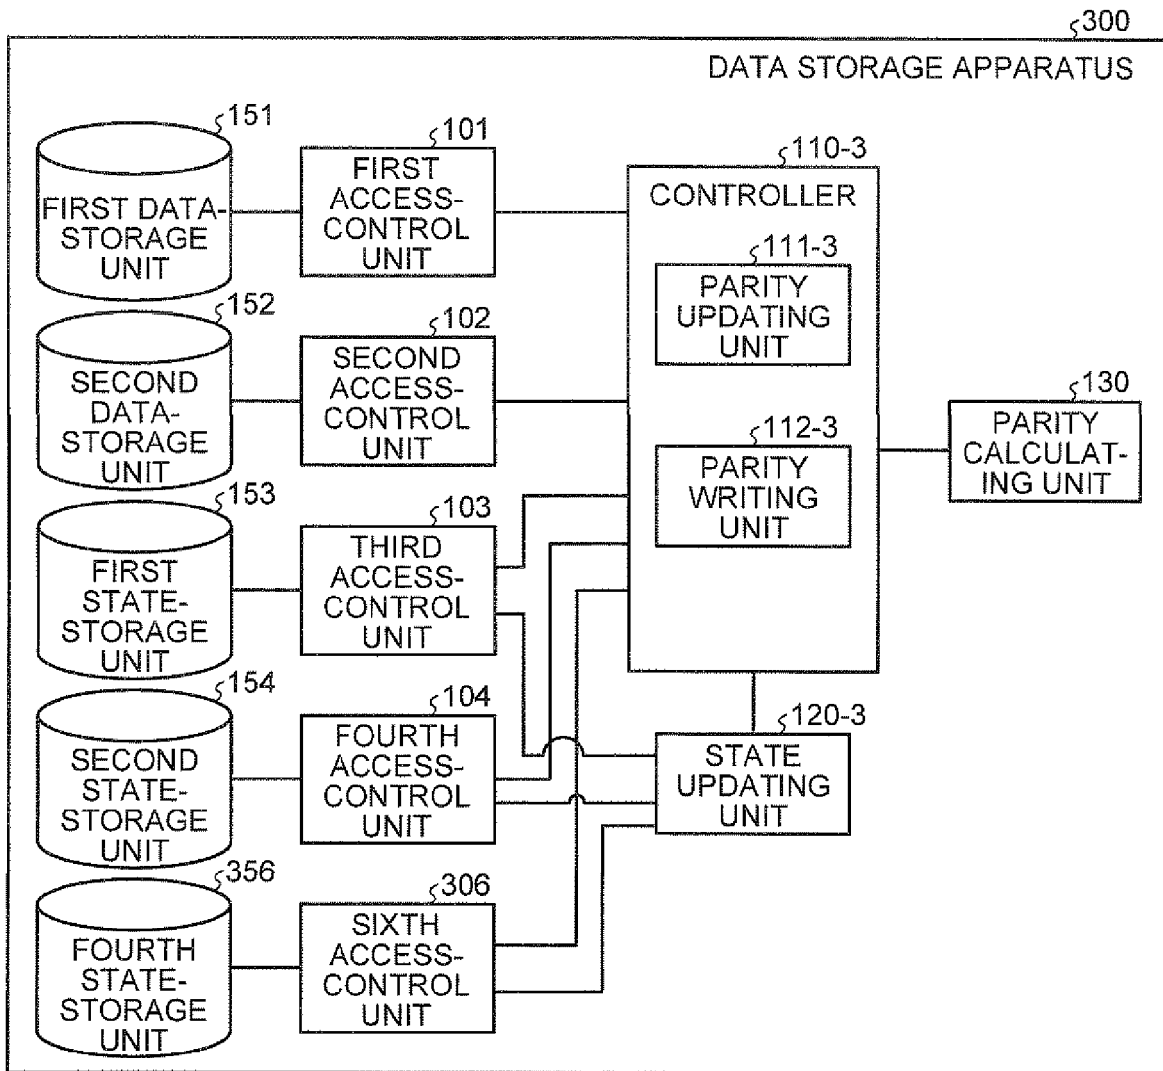 300
DATA STORAGE APPARATUS
151
FIRST DATA-
STORAGE
UNIT
101
FIRST
ACCESS-
CONTROL
UNIT
110-3
CONTROLLER
111-3
PARITY
UPDATING
UNIT
152
SECOND
DATA-
STORAGE
UNIT
102
SECOND
ACCESS-
CONTROL
UNIT
112-3
PARITY
WRITING
UNIT
130
PARITY
CALCULAT-
ING UNIT
153
FIRST
STATE-
STORAGE
UNIT
103
THIRD
ACCESS-
CONTROL
UNIT
154
SECOND
STATE-
STORAGE
UNIT
104
FOURTH
ACCESS-
CONTROL
UNIT
120-3
STATE
UPDATING
UNIT
356
FOURTH
STATE-
STORAGE
UNIT
306
SIXTH
ACCESS-
CONTROL
UNIT